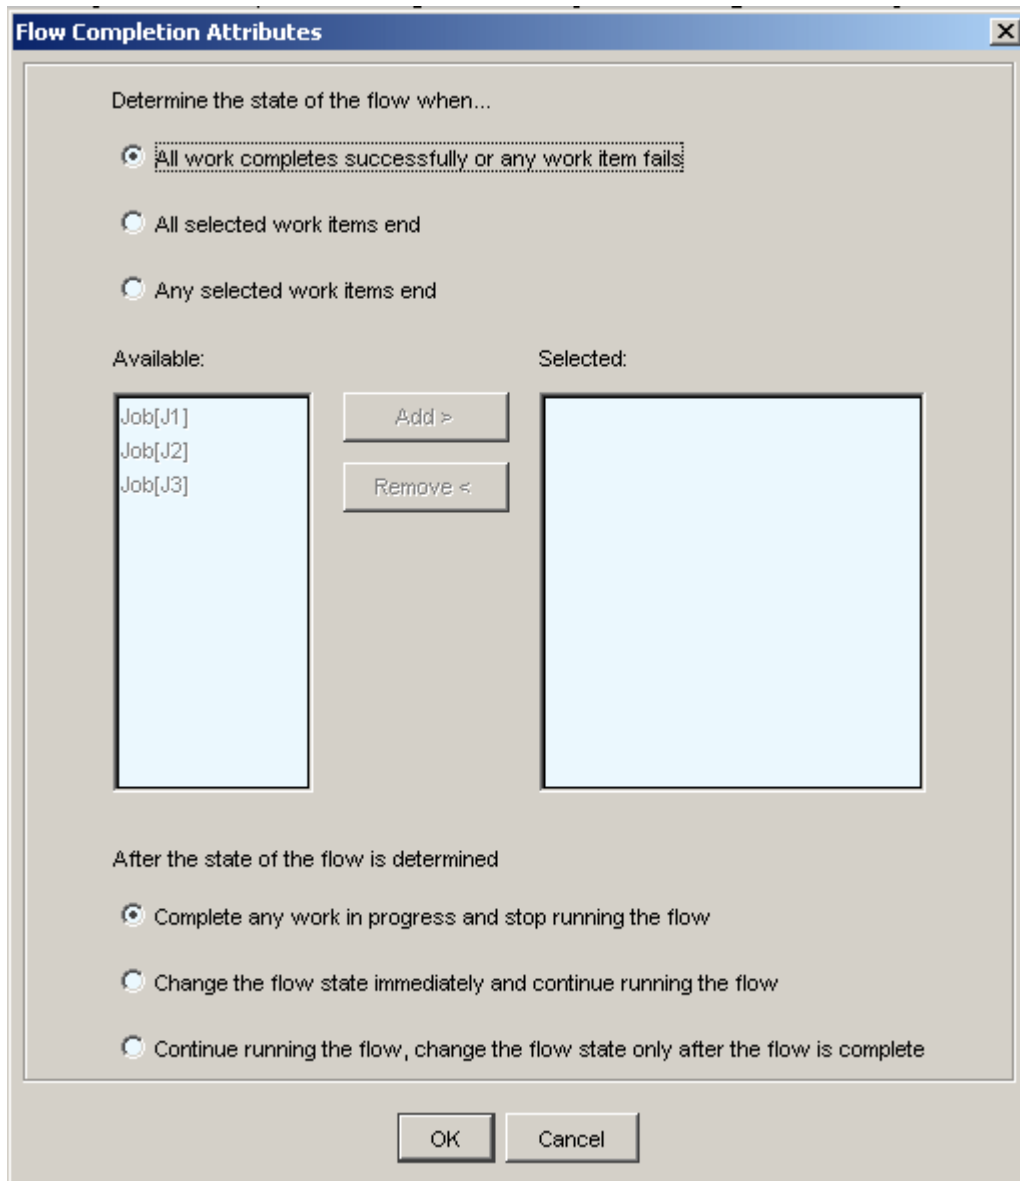 Flow Completion Attributes
Determine the state of the flow when...
All work completes successfully or any work item fails
All selected work items end
Any selected work items end
Available:
Selected:
Job[J1]
Job[J2]
Job[J3]
Add >
Remove <
After the state of the flow is determined
Complete any work in progress and stop running the flow
Change the flow state immediately and continue running the flow
Continue running the flow, change the flow state only after the flow is complete
OK
Cancel